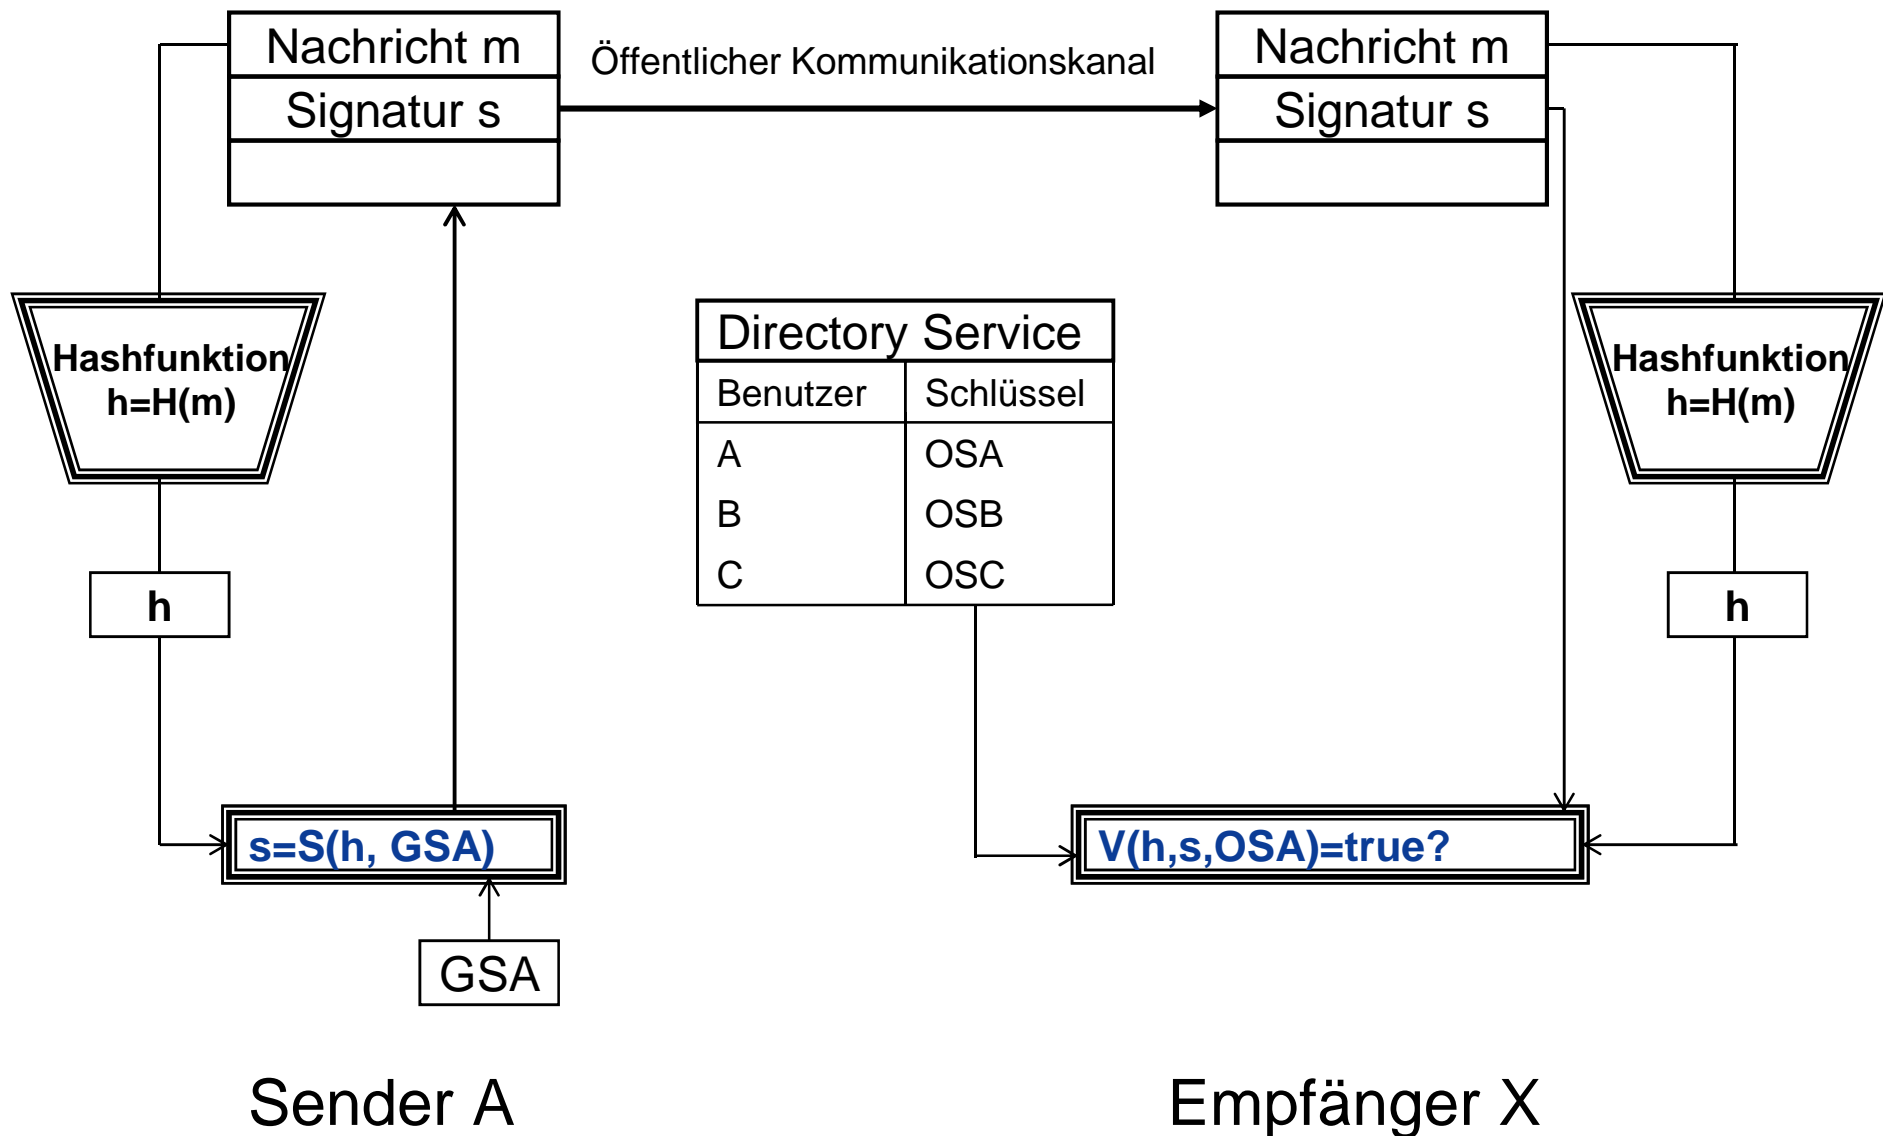 Nachricht m
Signatur s
Öffentlicher Kommunikationskanal
Nachricht m
Signatur s
Hashfunktion
h=H(m)
Directory Service
Benutzer Schlüssel
A OSA
B OSB
C OSC
Hashfunktion
h=H(m)
h
h
s=S(h, GSA)
V(h,s,OSA)=true?
GSA
Sender A
Empfänger X